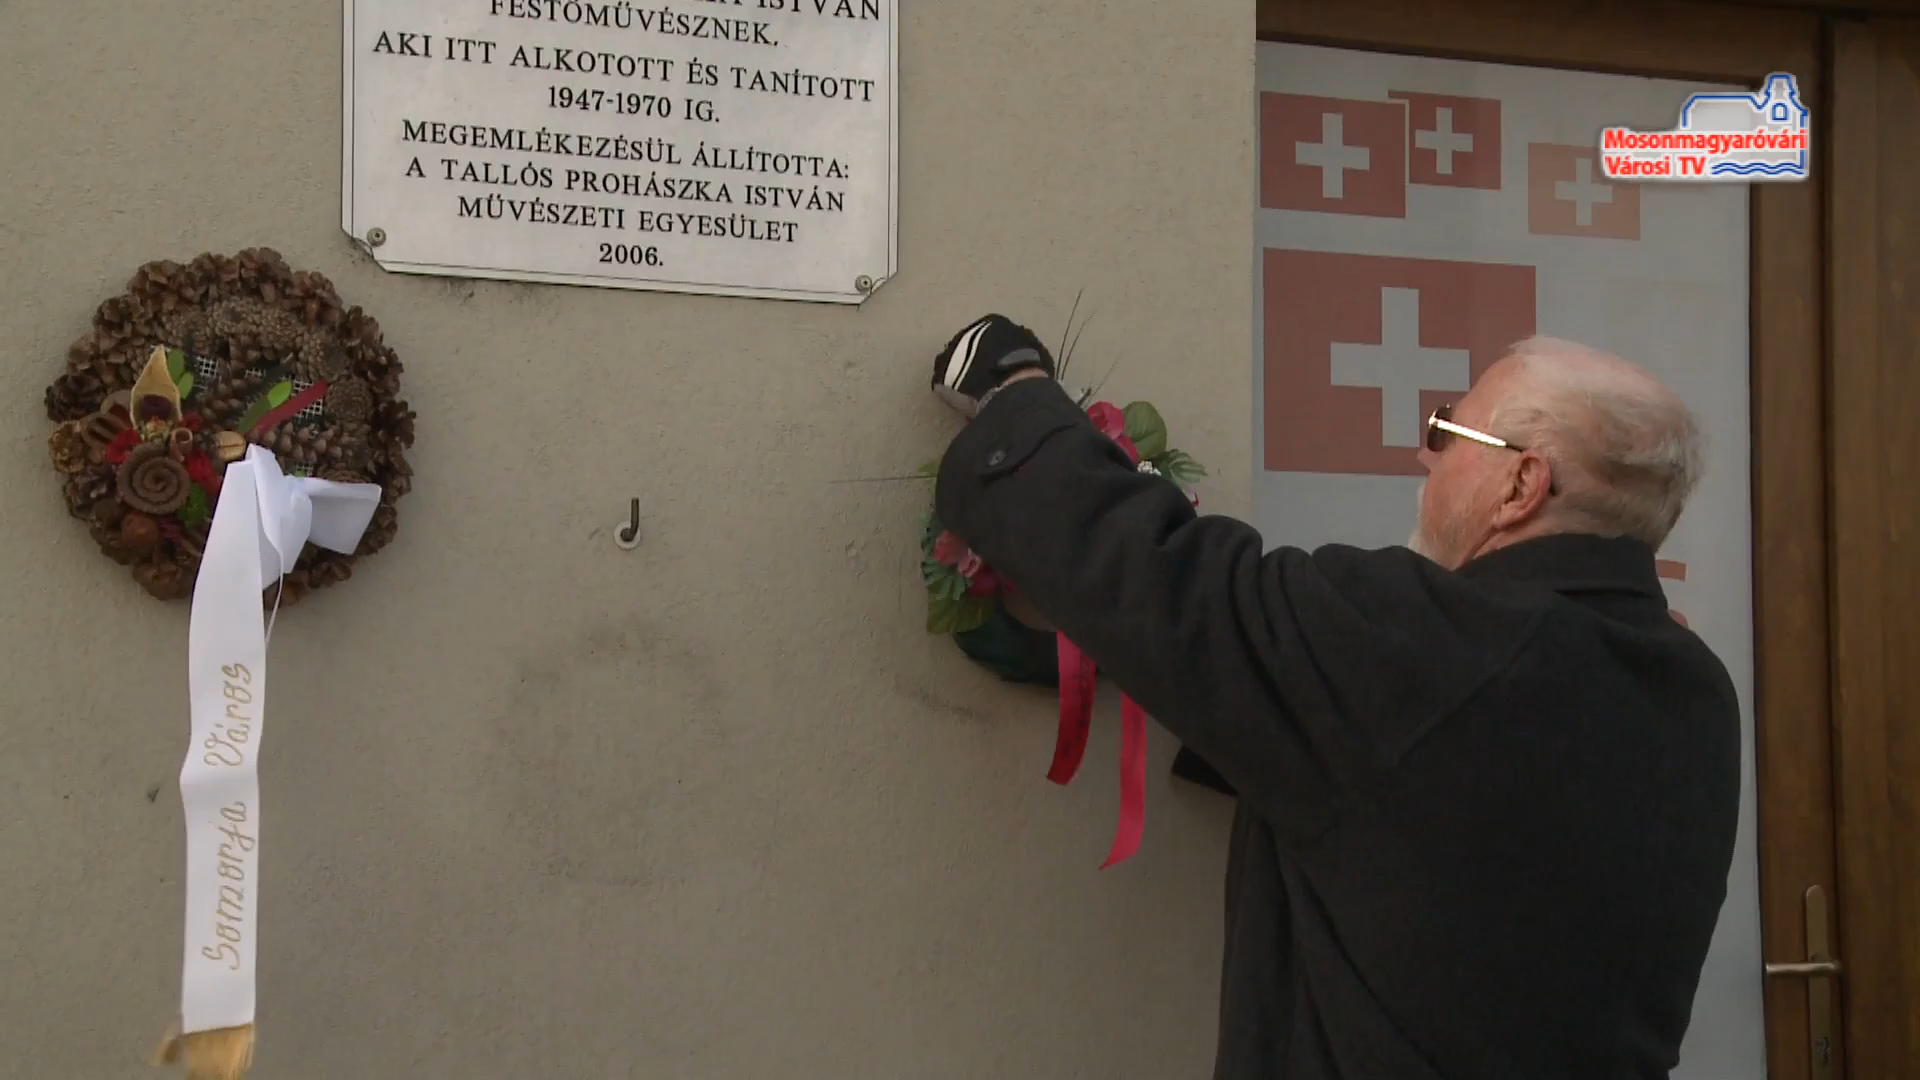 ISTVÁN
FESTŐMŰVÉSZNEK.
AKI ITT ALKOTOTT ÉS TANÍTOTT
1947-1970 IG.
MEGEMLÉKEZÉSÜL ÁLLÍTOTTA:
A TALLÓS PROHÁSZKA ISTVÁN
MŰVÉSZETI EGYESÜLET
2006.
Mosonmagyaróvári
Városi TV
Somorja Város